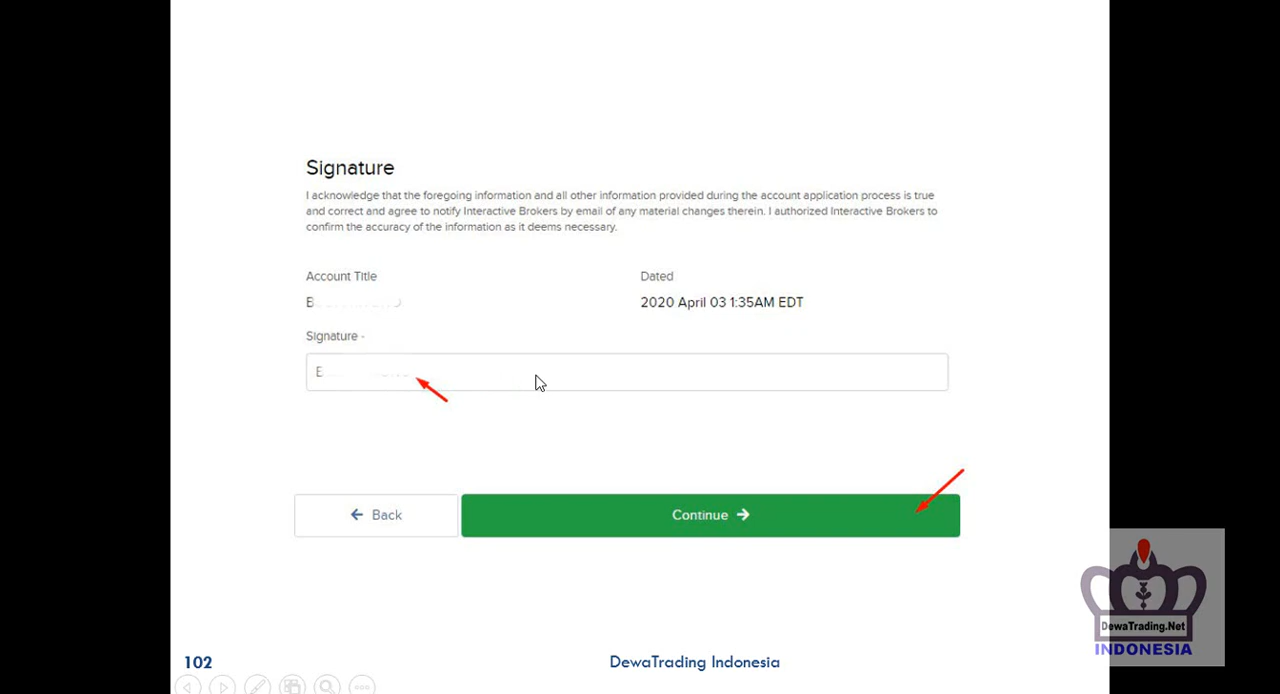 Signature
I acknowledge that the foregoing information and all other information provided during the account application process is true
and correct and agree to notify Interactive Brokers by email of any material changes therein. I authorized Interactive Brokers to
confirm the accuracy of the information as it deems necessary.
Account Title
Dated
2020 April 03 1:35AM EDT
Signature -
Back
Continue
DewaTrading.Net
INDONESIA
102
DewaTrading Indonesia